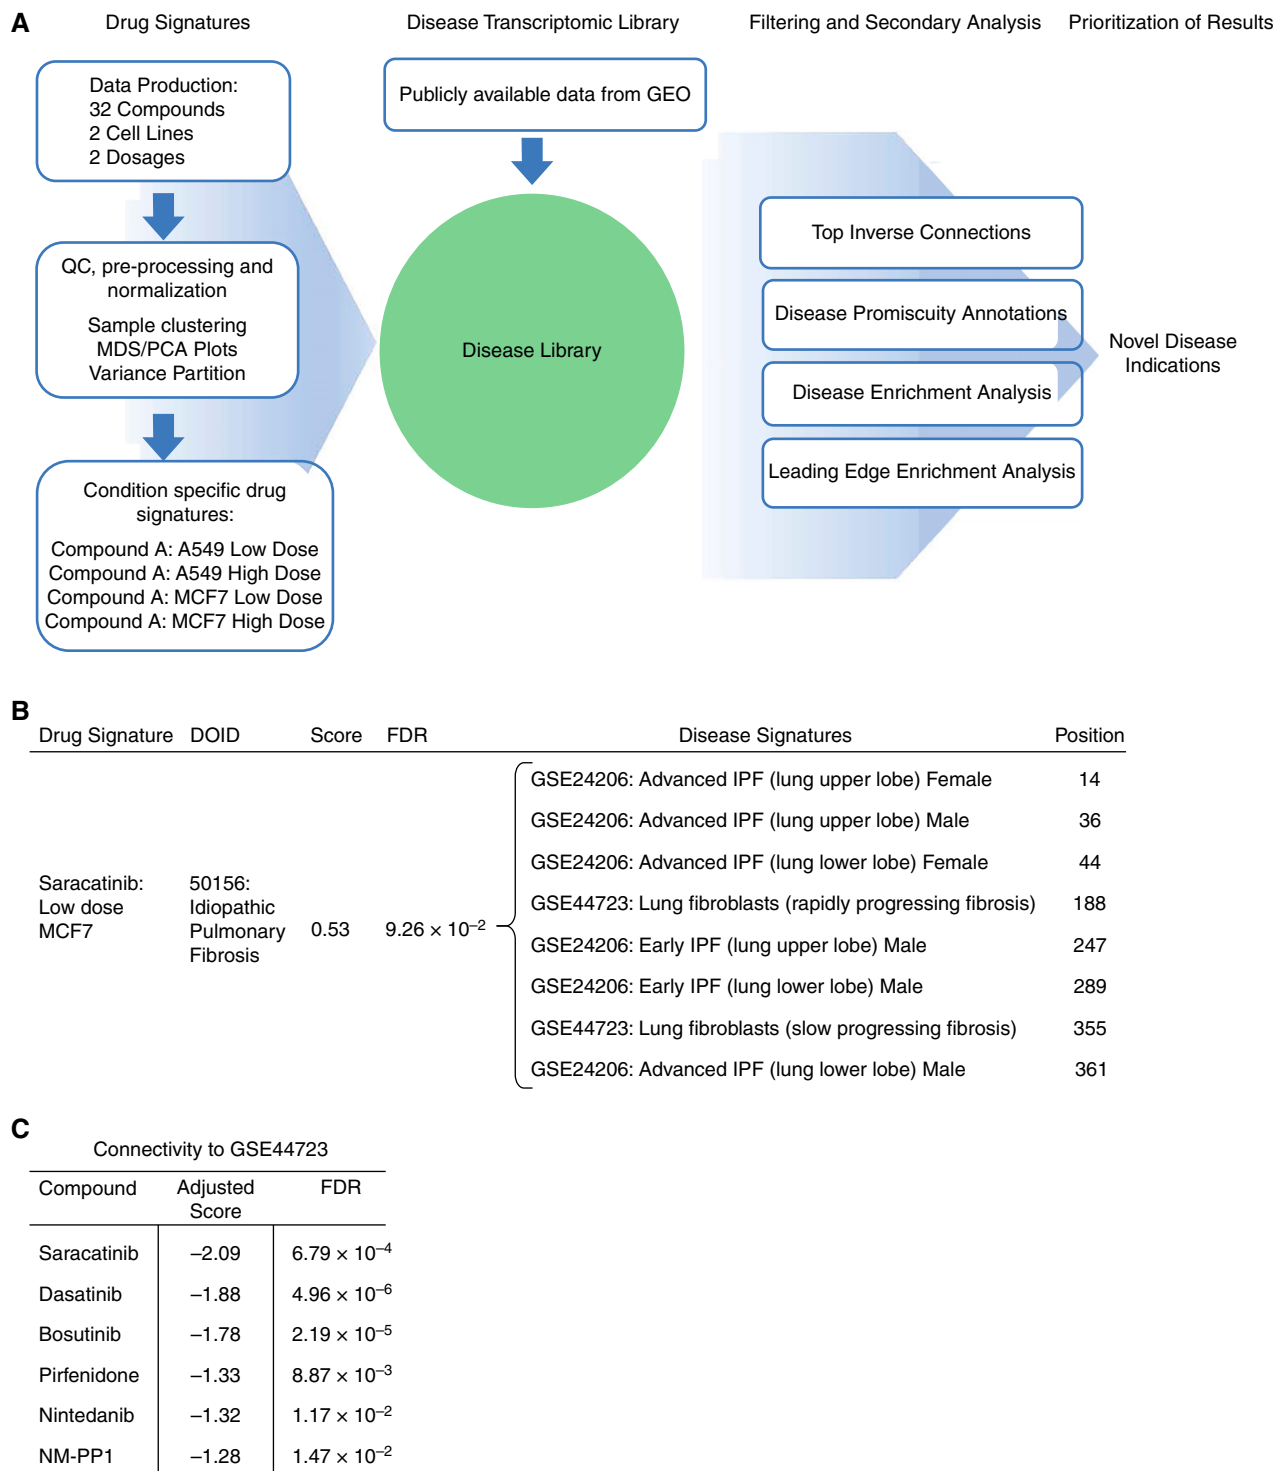 A
Drug Signatures
Disease Transcriptomic Library
Filtering and Secondary Analysis
Prioritization of Results
Data Production:
32 Compounds
2 Cell Lines
2 Dosages
QC, pre-processing and
normalization
Sample clustering
MDS/PCA Plots
Variance Partition
Condition specific drug
signatures:
Compound A: A549 Low Dose
Compound A: A549 High Dose
Compound A: MCF7 Low Dose
Compound A: MCF7 High Dose
Publicly available data from GEO
Disease Library
Top Inverse Connections
Disease Promiscuity Annotations
Disease Enrichment Analysis
Leading Edge Enrichment Analysis
Novel Disease
Indications
B
Drug Signature DOID Score FDR Disease Signatures Position
Saracatinib:
Low dose
MCF7
50156:
Idiopathic
Pulmonary
Fibrosis
0.53
9.26 × 10⁻²
GSE24206: Advanced IPF (lung upper lobe) Female 14
GSE24206: Advanced IPF (lung upper lobe) Male 36
GSE24206: Advanced IPF (lung lower lobe) Female 44
GSE44723: Lung fibroblasts (rapidly progressing fibrosis) 188
GSE24206: Early IPF (lung upper lobe) Male 247
GSE24206: Early IPF (lung lower lobe) Male 289
GSE44723: Lung fibroblasts (slow progressing fibrosis) 355
GSE24206: Advanced IPF (lung lower lobe) Male 361
C
Connectivity to GSE44723
Compound Adjusted FDR
Score
Saracatinib –2.09 6.79 × 10⁻⁴
Dasatinib –1.88 4.96 × 10⁻⁶
Bosutinib –1.78 2.19 × 10⁻⁵
Pirfenidone –1.33 8.87 × 10⁻³
Nintedanib –1.32 1.17 × 10⁻²
NM-PP1 –1.28 1.47 × 10⁻²